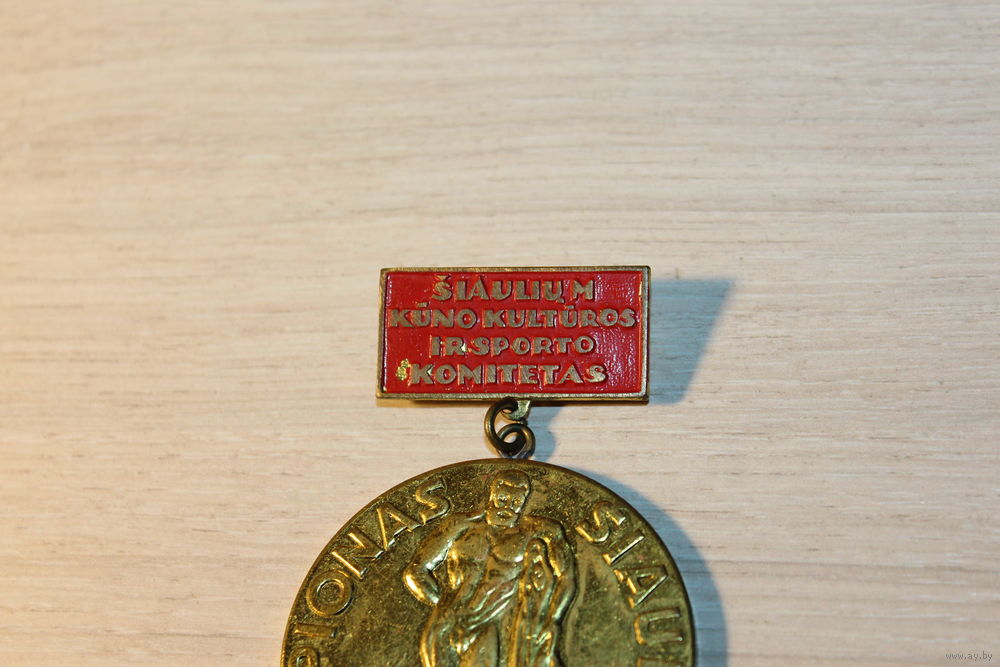 ŠIAULIŲ M
KŪNO KULTŪROS
IR SPORTO
KOMITETAS
PIONAS ŠIAU
www.ay.by